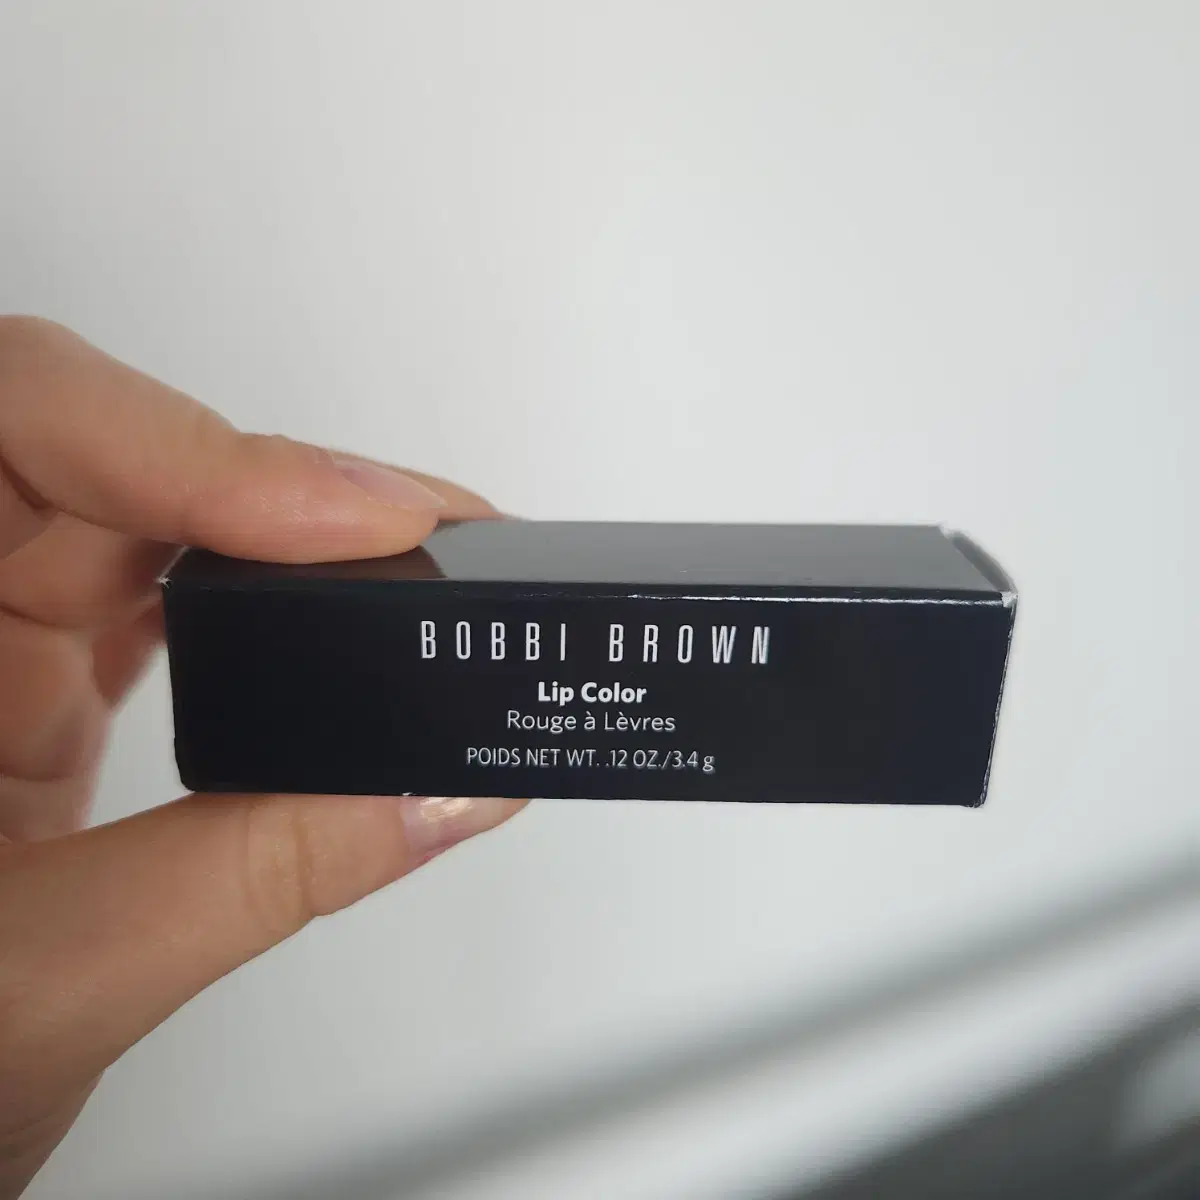 BOBBI BROWN
Lip Color
Rouge à Lèvres
POIDS NET WT. .12 OZ./3.4 g